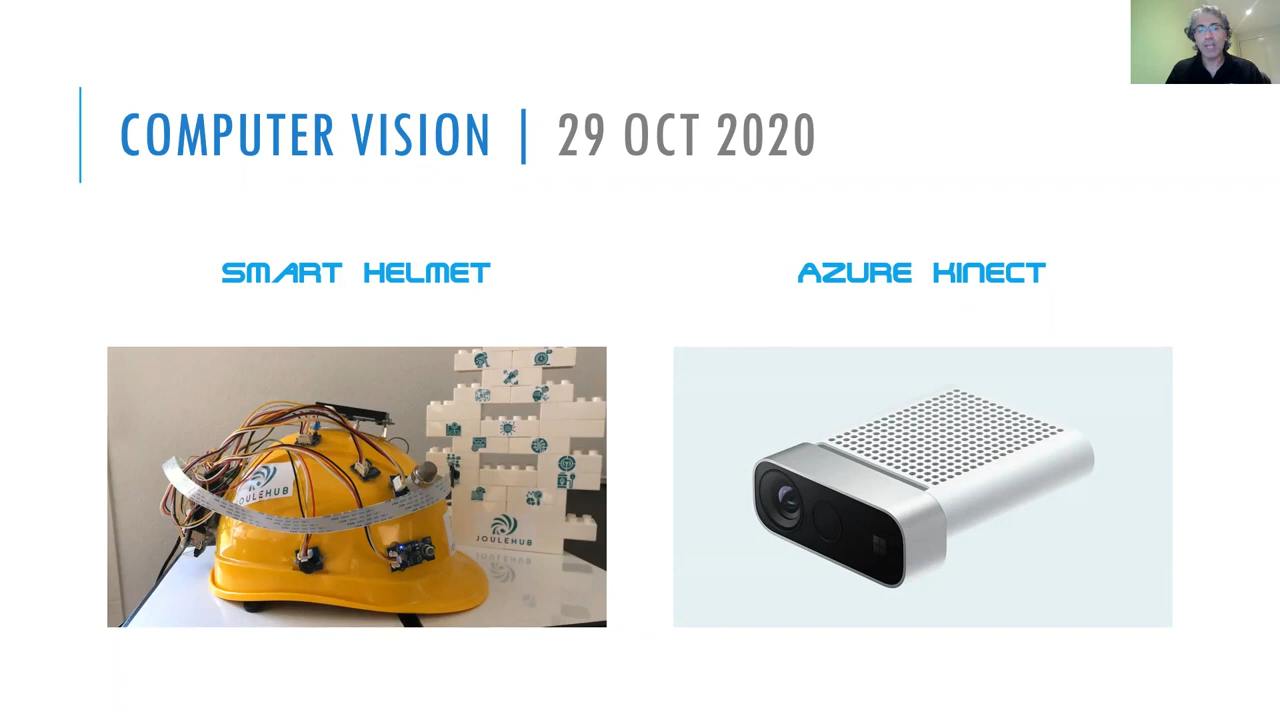 COMPUTER VISION | 29 OCT 2020
SMART HELMET
AZURE KINECT
JOULEHUB
JOULEHUB